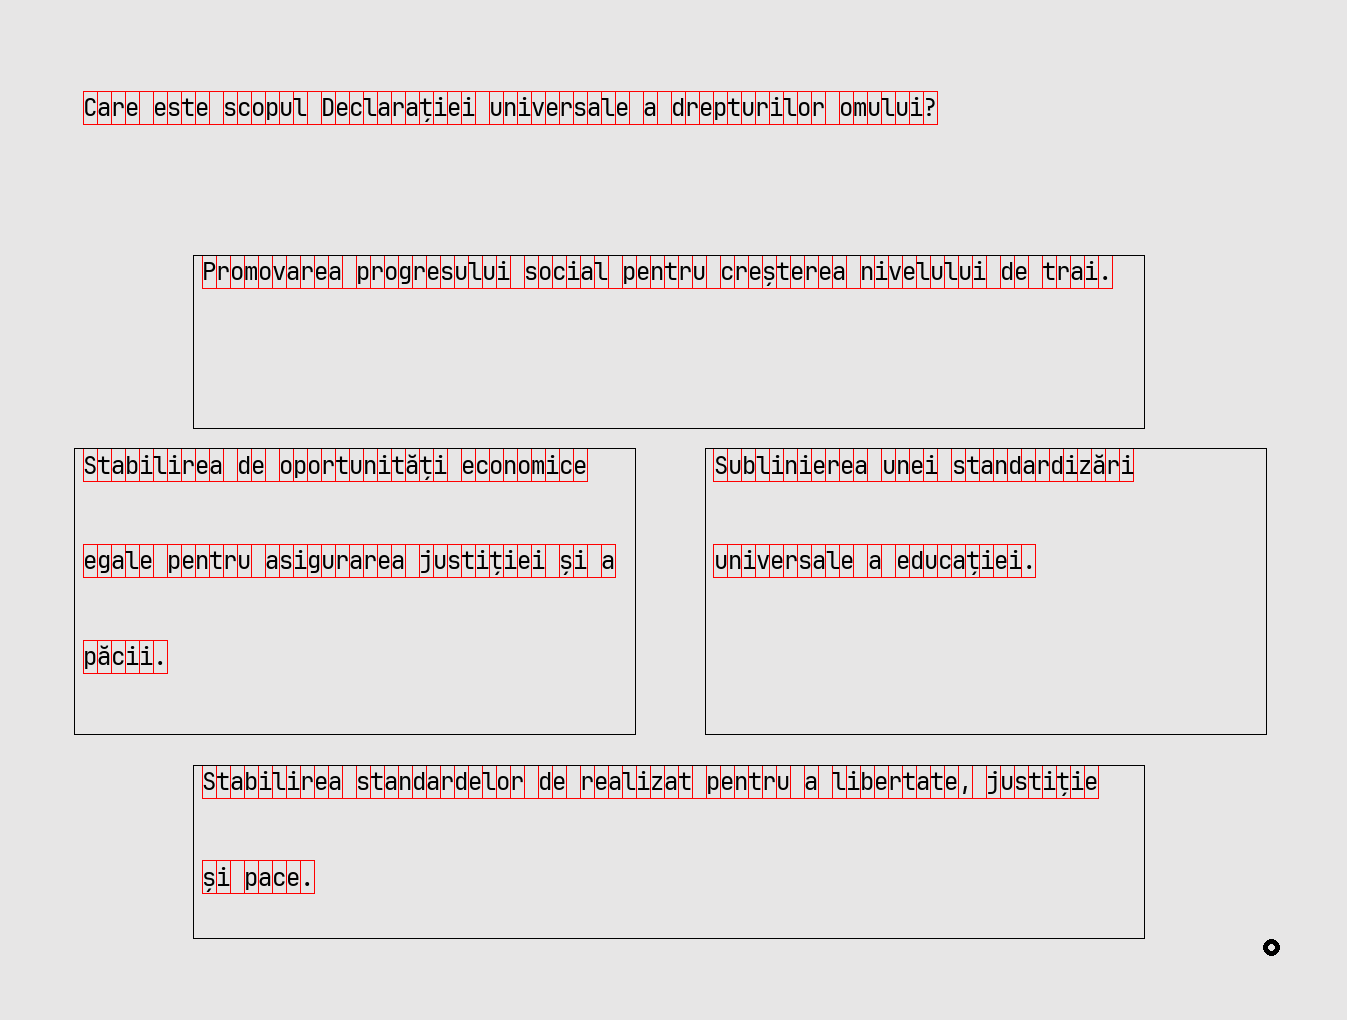 Care este scopul Declarației universale a drepturilor omului?
Promovarea progresului social pentru creșterea nivelului de trai.
Stabilirea de oportunități economice
egale pentru asigurarea justiției și a
păcii.
Sublinierea unei standardizări
universale a educației.
Stabilirea standardelor de realizat pentru a libertate, justiție
și pace.